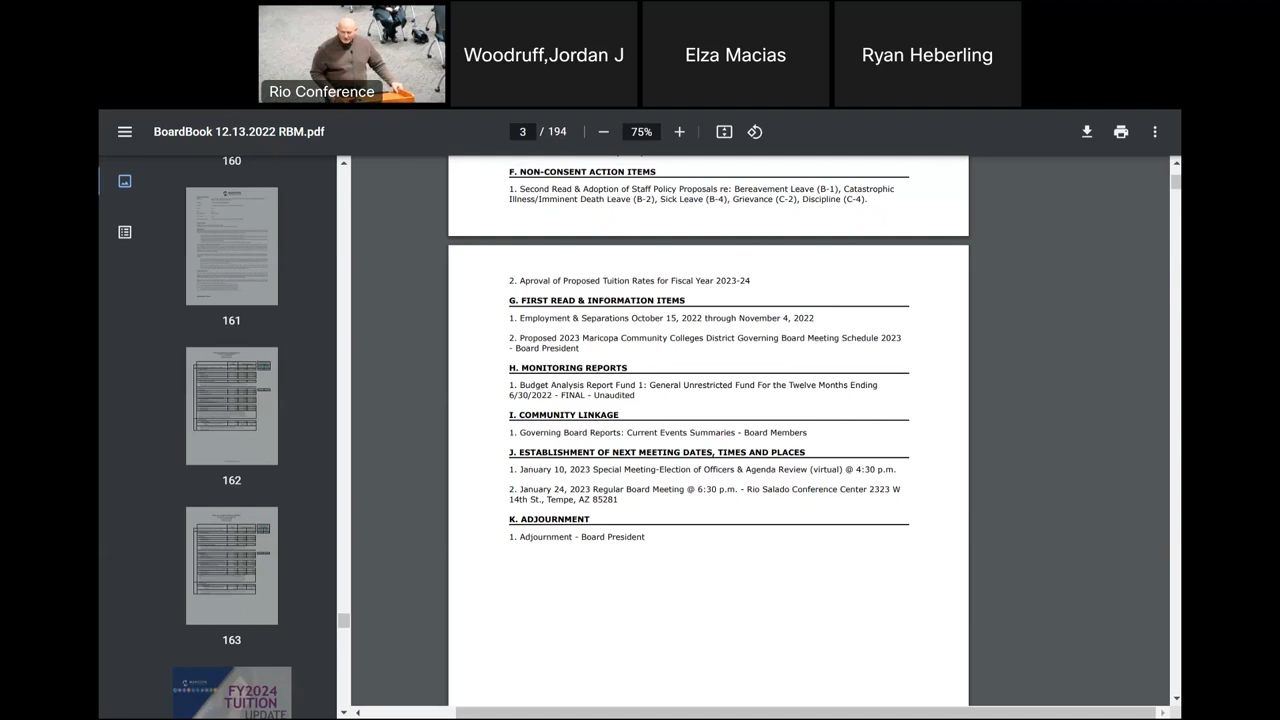 Rio Conference
Woodruff,Jordan J
Elza Macias
Ryan Heberling
BoardBook 12.13.2022 RBM.pdf
3 / 194
75%
160
161
162
163
FY2024
TUITION
UPDATE
F. NON-CONSENT ACTION ITEMS
1. Second Read & Adoption of Staff Policy Proposals re: Bereavement Leave (B-1), Catastrophic
Illness/Imminent Death Leave (B-2), Sick Leave (B-4), Grievance (C-2), Discipline (C-4).
2. Aproval of Proposed Tuition Rates for Fiscal Year 2023-24
G. FIRST READ & INFORMATION ITEMS
1. Employment & Separations October 15, 2022 through November 4, 2022
2. Proposed 2023 Maricopa Community Colleges District Governing Board Meeting Schedule 2023
- Board President
H. MONITORING REPORTS
1. Budget Analysis Report Fund 1: General Unrestricted Fund For the Twelve Months Ending
6/30/2022 - FINAL - Unaudited
I. COMMUNITY LINKAGE
1. Governing Board Reports: Current Events Summaries - Board Members
J. ESTABLISHMENT OF NEXT MEETING DATES, TIMES AND PLACES
1. January 10, 2023 Special Meeting-Election of Officers & Agenda Review (virtual) @ 4:30 p.m.
2. January 24, 2023 Regular Board Meeting @ 6:30 p.m. - Rio Salado Conference Center 2323 W
14th St., Tempe, AZ 85281
K. ADJOURNMENT
1. Adjournment - Board President